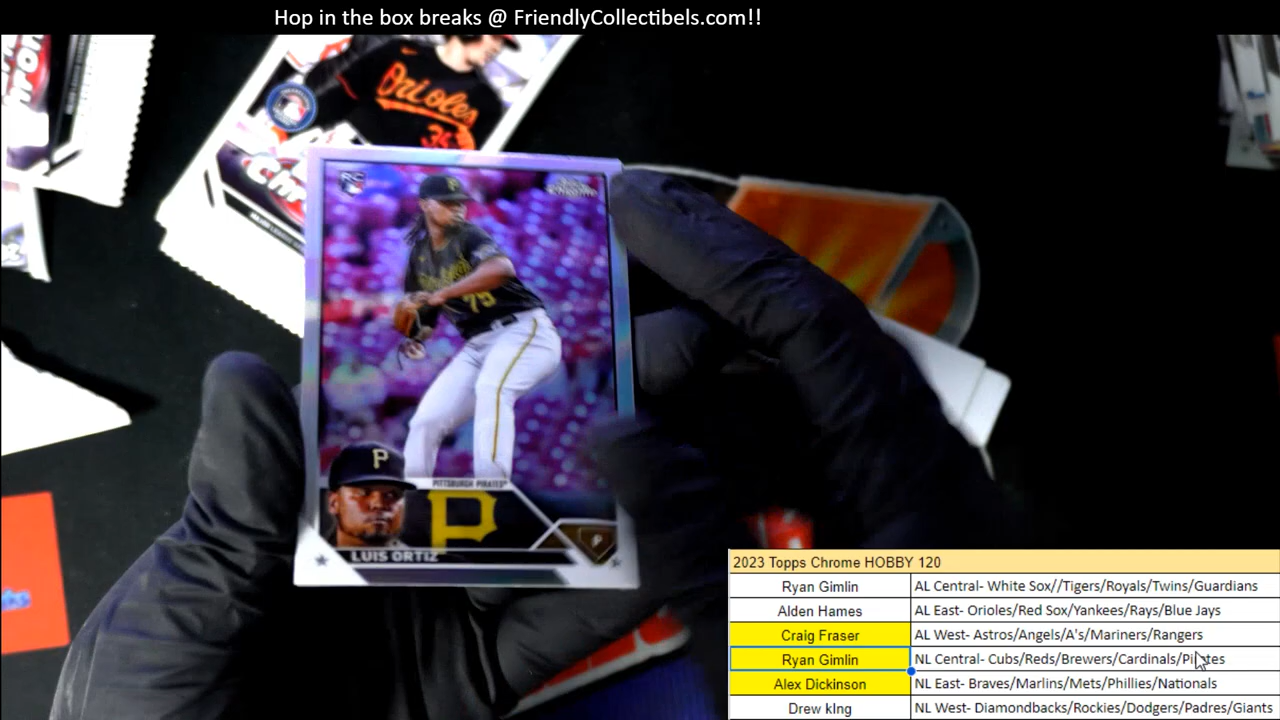 Hop in the box breaks @ FriendlyCollectibels.com!!
Orioles
35
RC
Chrome
75
P
PITTSBURGH PIRATES
P
LUIS ORTIZ
P
2023 Topps Chrome HOBBY 120
Ryan Gimlin AL Central- White Sox//Tigers/Royals/Twins/Guardians
Alden Hames AL East- Orioles/Red Sox/Yankees/Rays/Blue Jays
Craig Fraser AL West- Astros/Angels/A's/Mariners/Rangers
Ryan Gimlin NL Central- Cubs/Reds/Brewers/Cardinals/Pirates
Alex Dickinson NL East- Braves/Marlins/Mets/Phillies/Nationals
Drew kIng NL West- Diamondbacks/Rockies/Dodgers/Padres/Giants